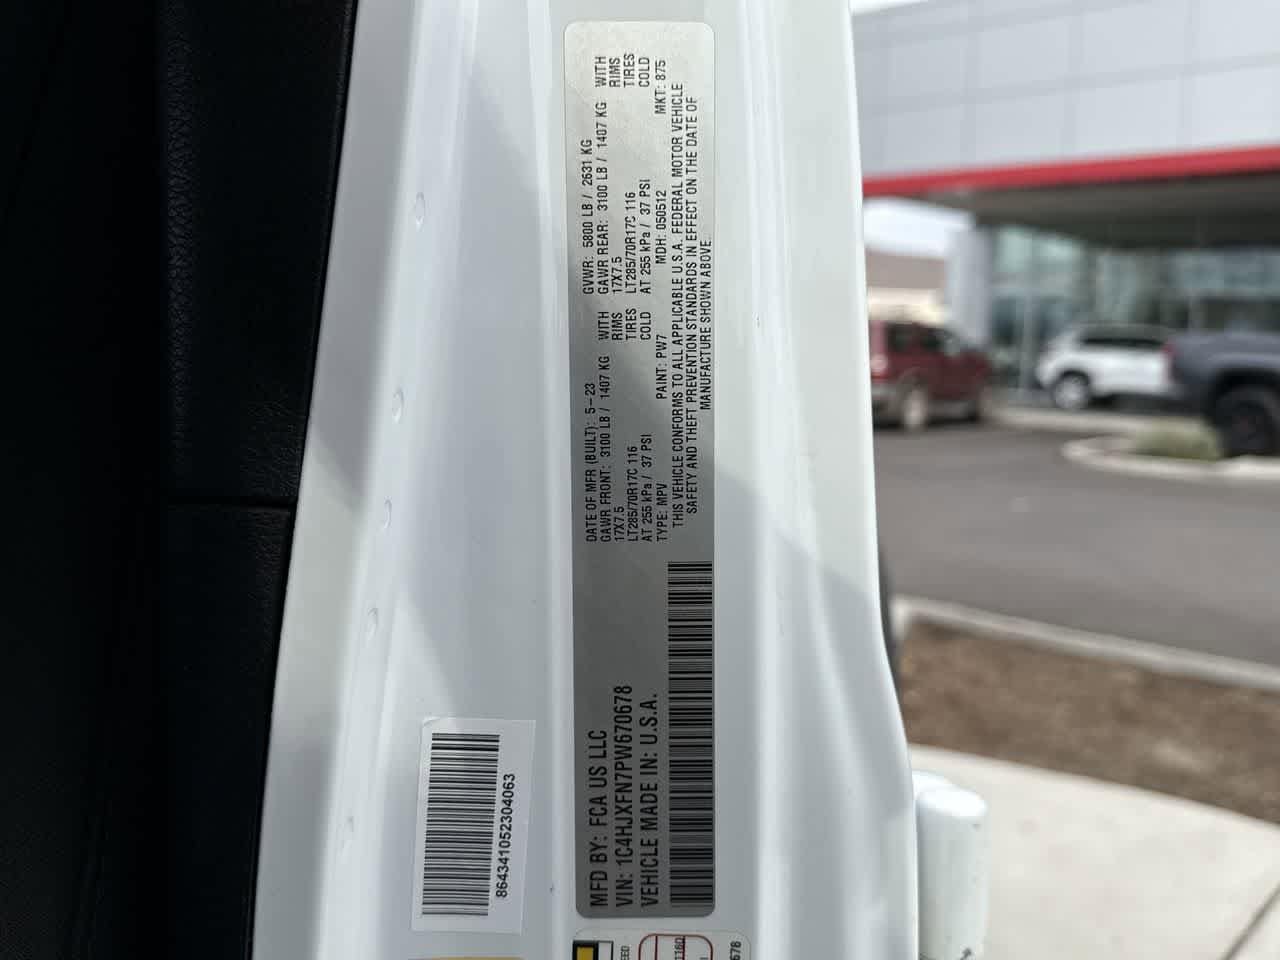 MFD BY: FCA US LLC
VIN: 1C4HJXFN7PW670678
VEHICLE MADE IN: U.S.A.
DATE OF MFR (BUILT): 5-23 GVWR: 5800 LB / 2631 KG
GAWR FRONT: 3100 LB / 1407 KG WITH GAWR REAR: 3100 LB / 1407 KG WITH
17X7.5 RIMS 17X7.5 RIMS
LT285/70R17C 116 TIRES LT285/70R17C 116 TIRES
AT 255 kPa / 37 PSI COLD AT 255 kPa / 37 PSI COLD
TYPE: MPV PAINT: PW7 MDH: 050512 MKT: 875
THIS VEHICLE CONFORMS TO ALL APPLICABLE U.S.A. FEDERAL MOTOR VEHICLE
SAFETY AND THEFT PREVENTION STANDARDS IN EFFECT ON THE DATE OF
MANUFACTURE SHOWN ABOVE.
864341052304063
678